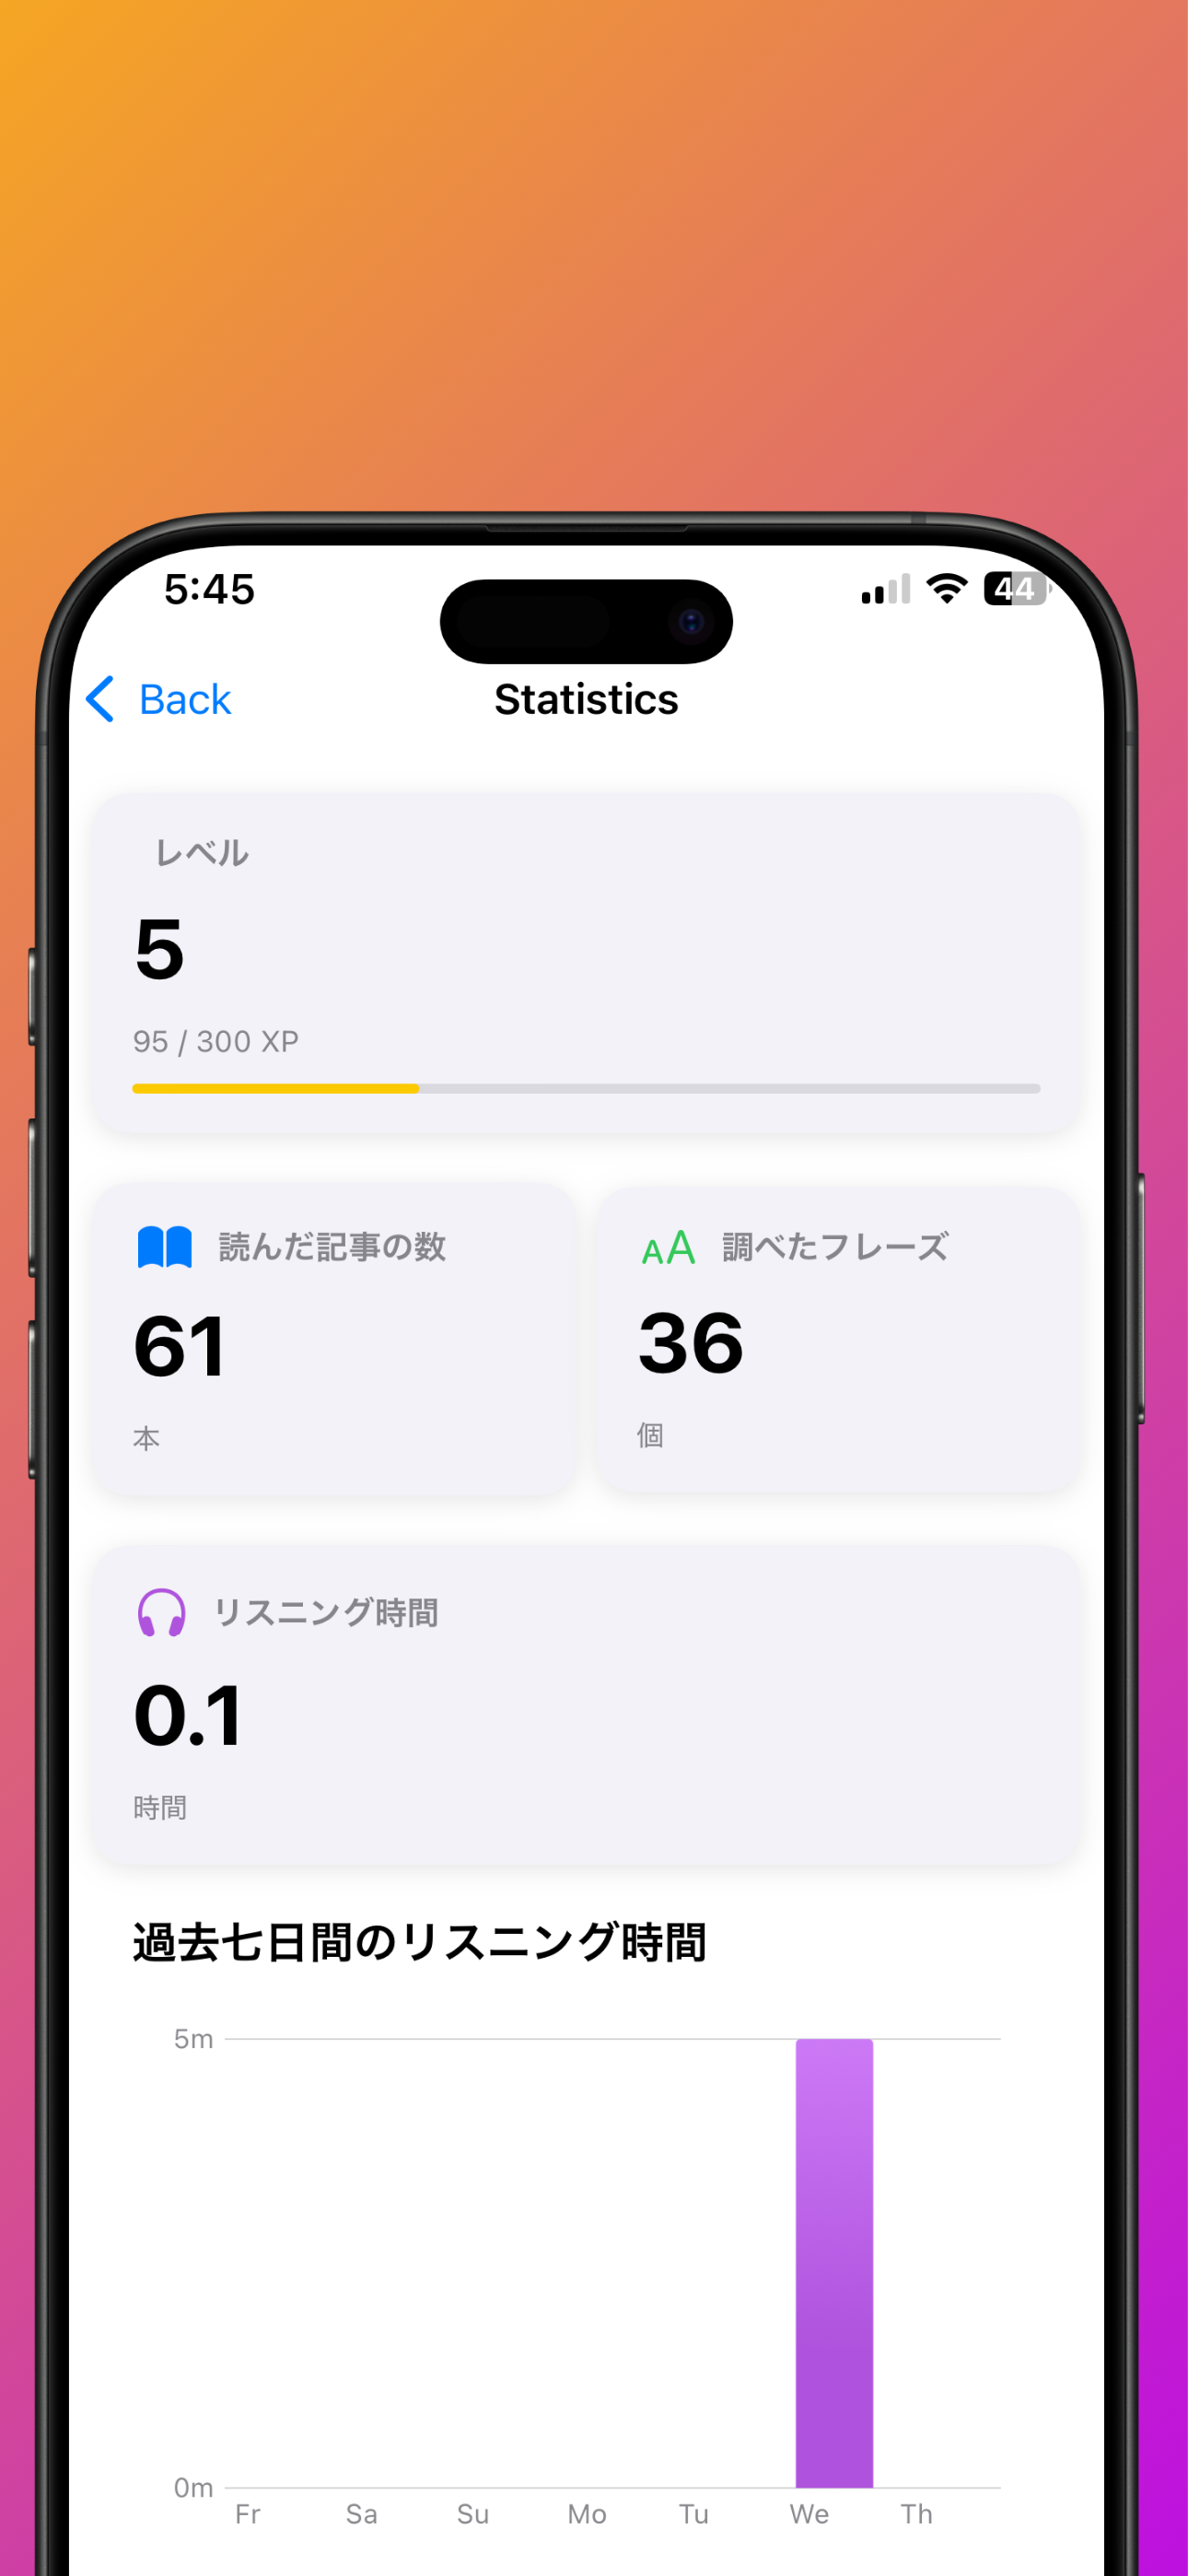 5:45
44
Back
Statistics
レベル
5
95 / 300 XP
読んだ記事の数
61
本
AA 調べたフレーズ
36
個
リスニング時間
0.1
時間
過去七日間のリスニング時間
5m
0m
Fr Sa Su Mo Tu We Th